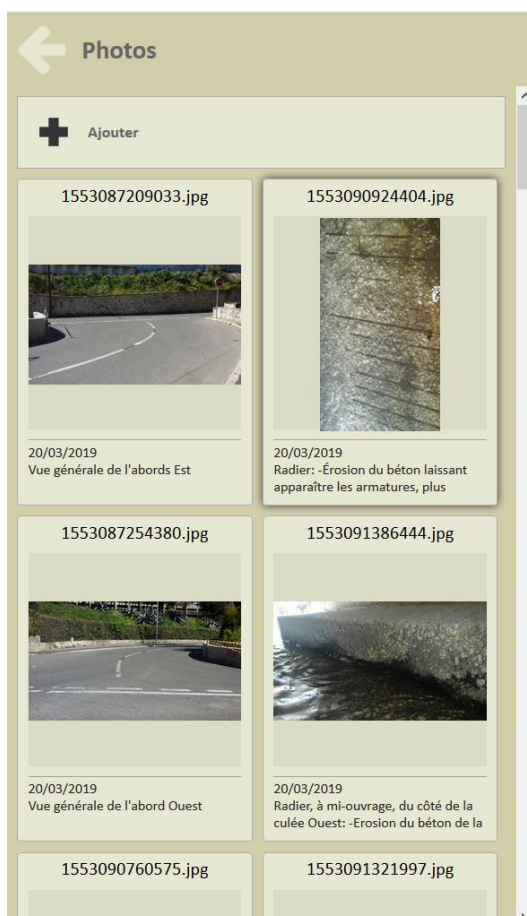 Photos
Ajouter
1553087209033.jpg
20/03/2019
Vue générale de l'abords Est
1553090924404.jpg
20/03/2019
Radier: -Érosion du béton laissant
apparaître les armatures, plus
1553087254380.jpg
20/03/2019
Vue générale de l'abord Ouest
1553091386444.jpg
20/03/2019
Radier, à mi-ouvrage, du côté de la
culée Ouest: -Erosion du béton de la
1553090760575.jpg
1553091321997.jpg